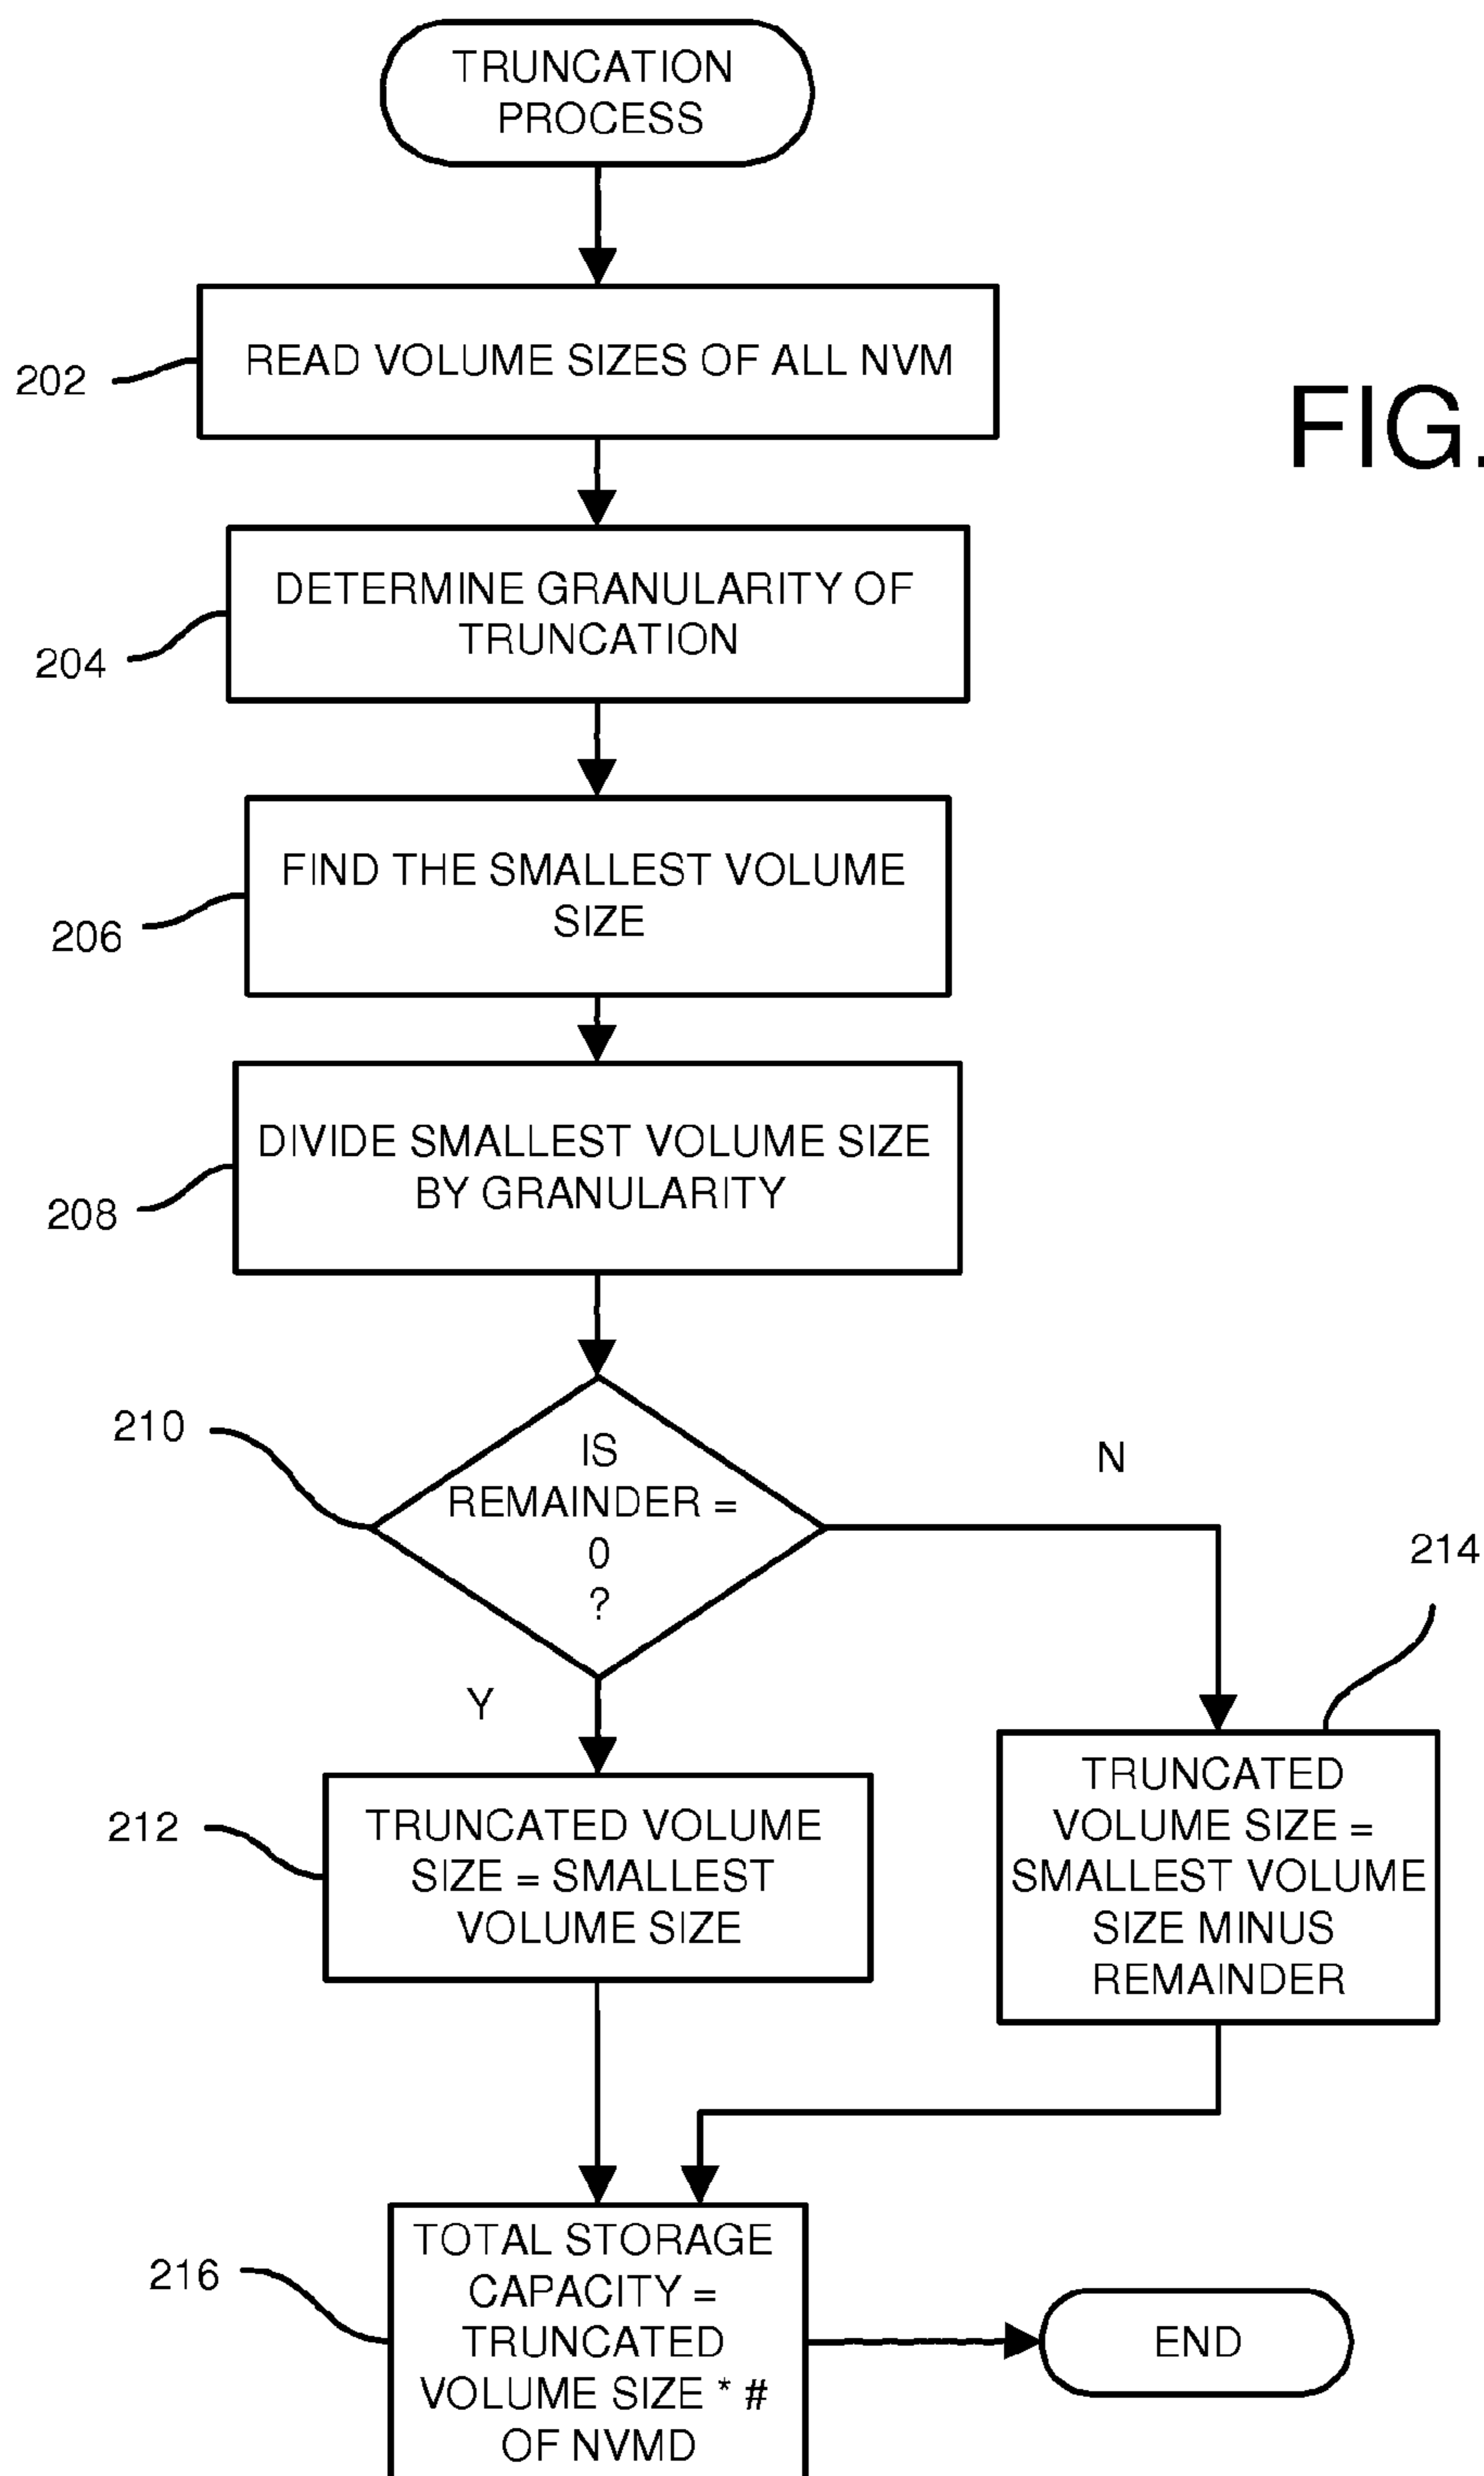 TRUNCATION
PROCESS
202
READ VOLUME SIZES OF ALL NVM
FIG.
204
DETERMINE GRANULARITY OF
TRUNCATION
206
FIND THE SMALLEST VOLUME
SIZE
208
DIVIDE SMALLEST VOLUME SIZE
BY GRANULARITY
210
IS
REMAINDER =
0
?
N
214
Y
212
TRUNCATED VOLUME
SIZE = SMALLEST
VOLUME SIZE
TRUNCATED
VOLUME SIZE =
SMALLEST VOLUME
SIZE MINUS
REMAINDER
216
TOTAL STORAGE
CAPACITY =
TRUNCATED
VOLUME SIZE * #
OF NVMD
END